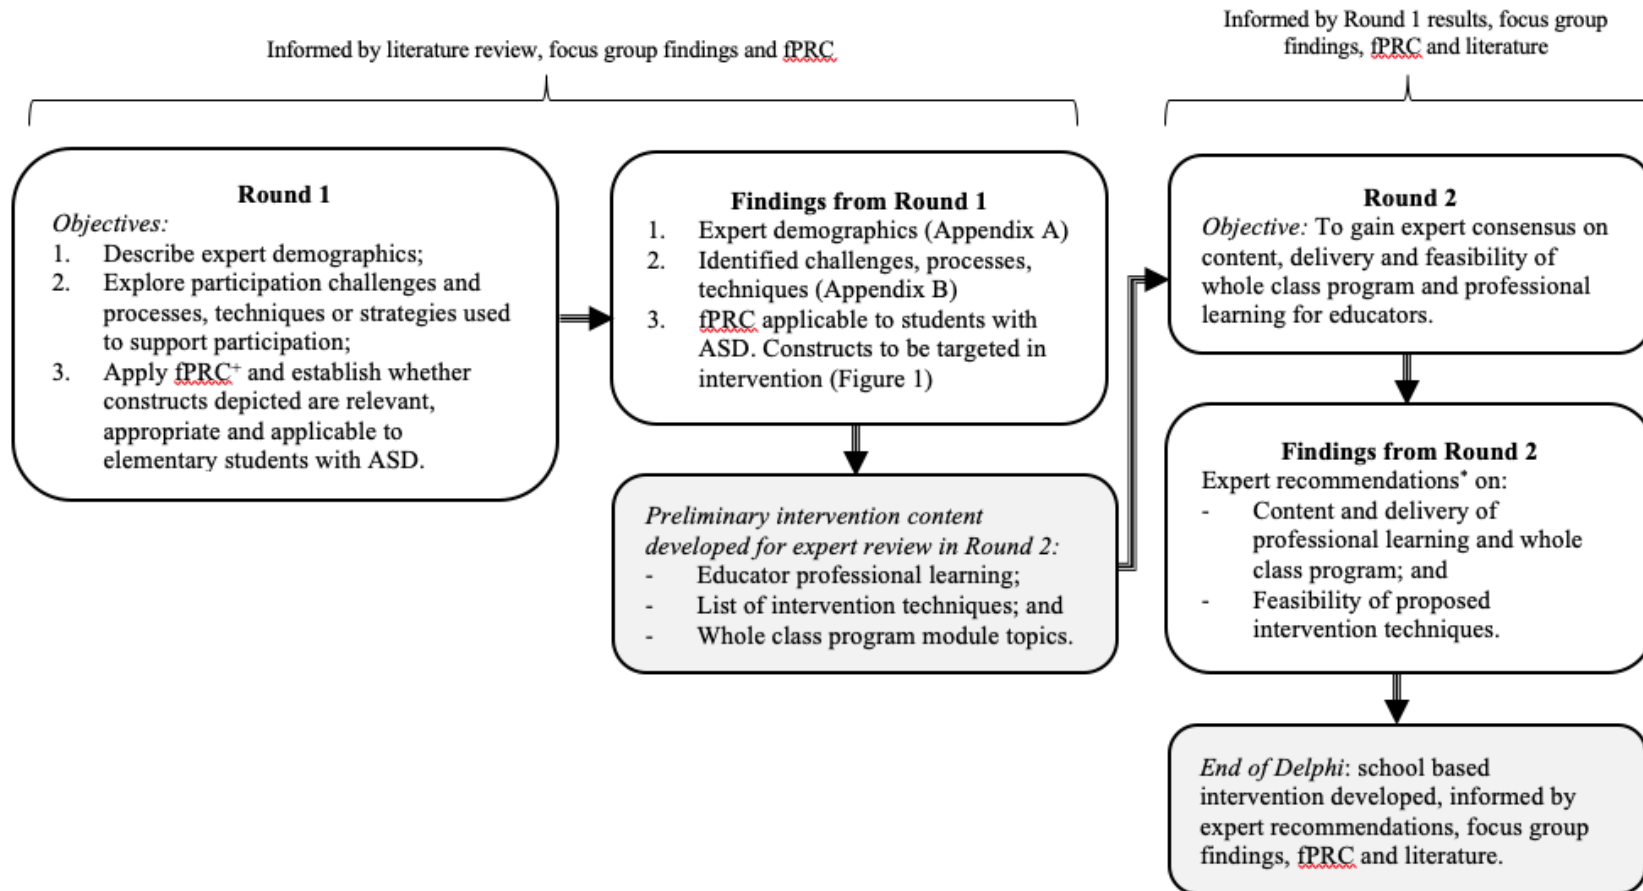 Informed by literature review, focus group findings and fPRC
Informed by Round 1 results, focus group
findings, fPRC and literature
Round 1
Objectives:
1. Describe expert demographics;
2. Explore participation challenges and
processes, techniques or strategies used
to support participation;
3. Apply fPRC+ and establish whether
constructs depicted are relevant,
appropriate and applicable to
elementary students with ASD.
Findings from Round 1
1. Expert demographics (Appendix A)
2. Identified challenges, processes,
techniques (Appendix B)
3. fPRC applicable to students with
ASD. Constructs to be targeted in
intervention (Figure 1)
Preliminary intervention content
developed for expert review in Round 2:
- Educator professional learning;
- List of intervention techniques; and
- Whole class program module topics.
Round 2
Objective: To gain expert consensus on
content, delivery and feasibility of
whole class program and professional
learning for educators.
Findings from Round 2
Expert recommendations* on:
- Content and delivery of
professional learning and whole
class program; and
- Feasibility of proposed
intervention techniques.
End of Delphi: school based
intervention developed, informed by
expert recommendations, focus group
findings, fPRC and literature.